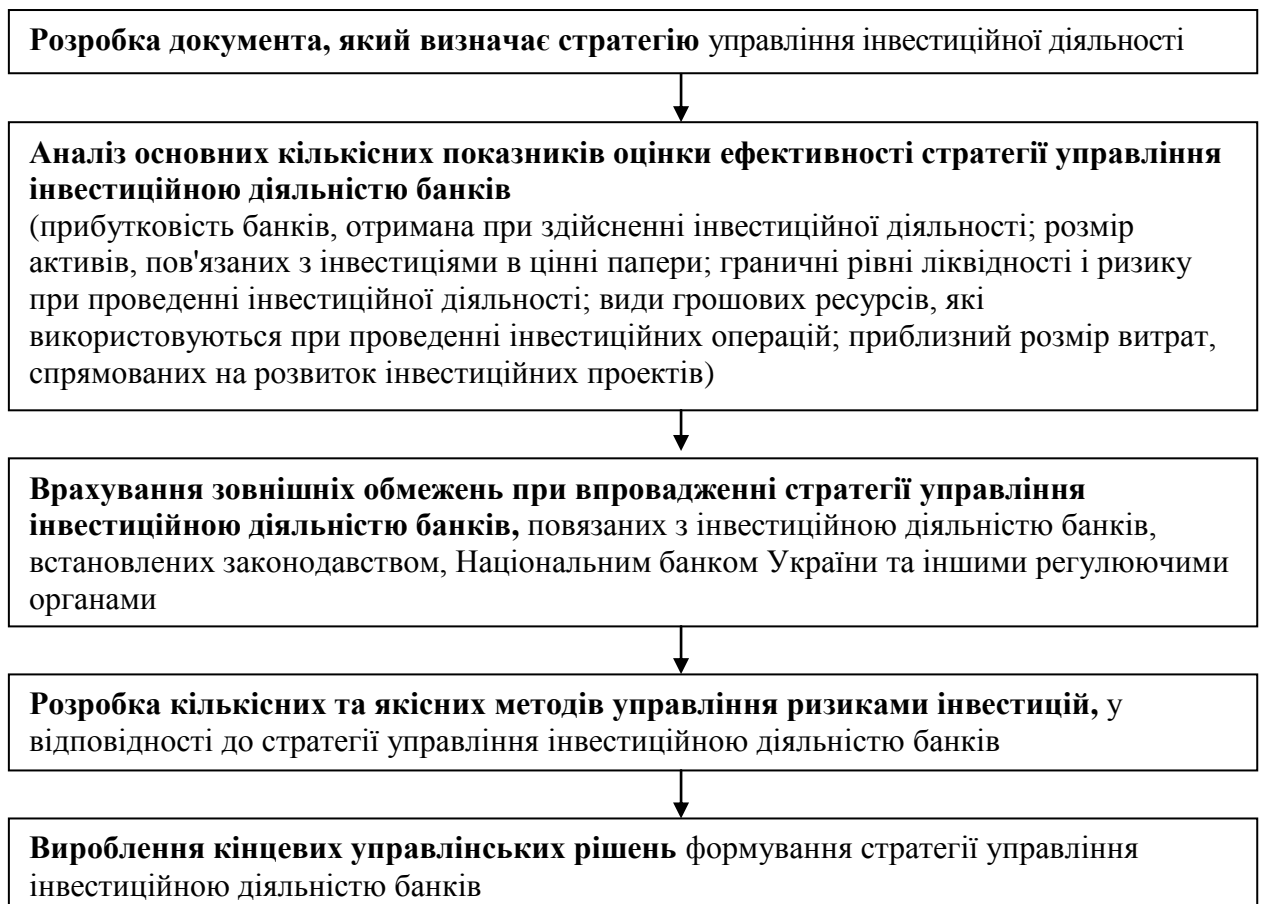 Розробка документа, який визначає стратегію управління інвестиційної діяльності
Аналіз основних кількісних показників оцінки ефективності стратегії управління
інвестиційною діяльністю банків
(прибутковість банків, отримана при здійсненні інвестиційної діяльності; розмір
активів, пов'язаних з інвестиціями в цінні папери; граничні рівні ліквідності і ризику
при проведенні інвестиційної діяльності; види грошових ресурсів, які
використовуються при проведенні інвестиційних операцій; приблизний розмір витрат,
спрямованих на розвиток інвестиційних проектів)
Врахування зовнішніх обмежень при впровадженні стратегії управління
інвестиційною діяльністю банків, повязаних з інвестиційною діяльністю банків,
встановлених законодавством, Національним банком України та іншими регулюючими
органами
Розробка кількісних та якісних методів управління ризиками інвестицій, у
відповідності до стратегії управління інвестиційною діяльністю банків
Вироблення кінцевих управлінських рішень формування стратегії управління
інвестиційною діяльністю банків